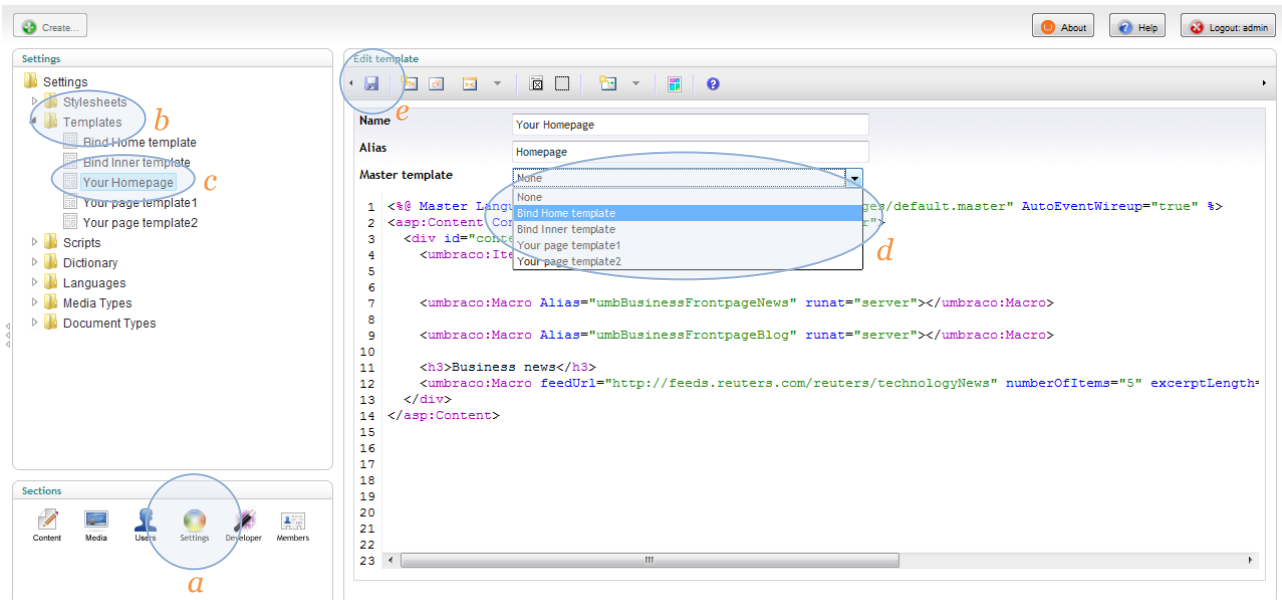 Create...
About
Help
Logout: admin
Settings
Settings
Stylesheets
Templates
b
Bind Home template
Bind Inner template
Your Homepage
c
Your page template1
Your page template2
Scripts
Dictionary
Languages
Media Types
Document Types
Sections
Content
Media
Users
Settings
Developer
Members
a
Edit template
e
Name
Your Homepage
Alias
Homepage
Master template
None
None
Bind Home template
Bind Inner template
Your page template1
Your page template2
d
1 <%@ Master Langu ges/default.master" AutoEventWireup="true" %>
2 <asp:Content Con r">
3 <div id="conte
4 <umbraco:Ite
5
6
7 <umbraco:Macro Alias="umbBusinessFrontpageNews" runat="server"></umbraco:Macro>
8
9 <umbraco:Macro Alias="umbBusinessFrontpageBlog" runat="server"></umbraco:Macro>
10
11 <h3>Business news</h3>
12 <umbraco:Macro feedUrl="http://feeds.reuters.com/reuters/technologyNews" numberOfItems="5" excerptLength=
13 </div>
14 </asp:Content>
15
16
17
18
19
20
21
22
23